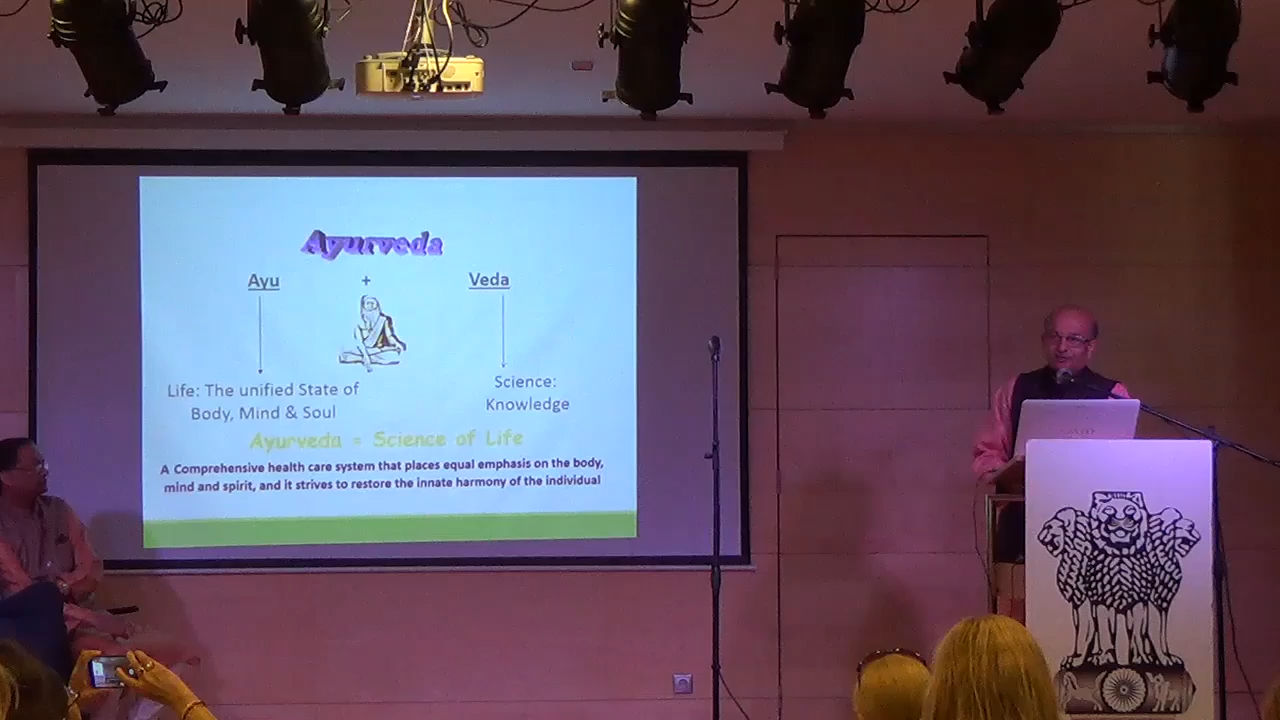 Ayurveda
Ayu + Veda
Life: The unified State of
Body, Mind & Soul
Science:
Knowledge
Ayurveda = Science of Life
A Comprehensive health care system that places equal emphasis on the body,
mind and spirit, and it strives to restore the innate harmony of the individual